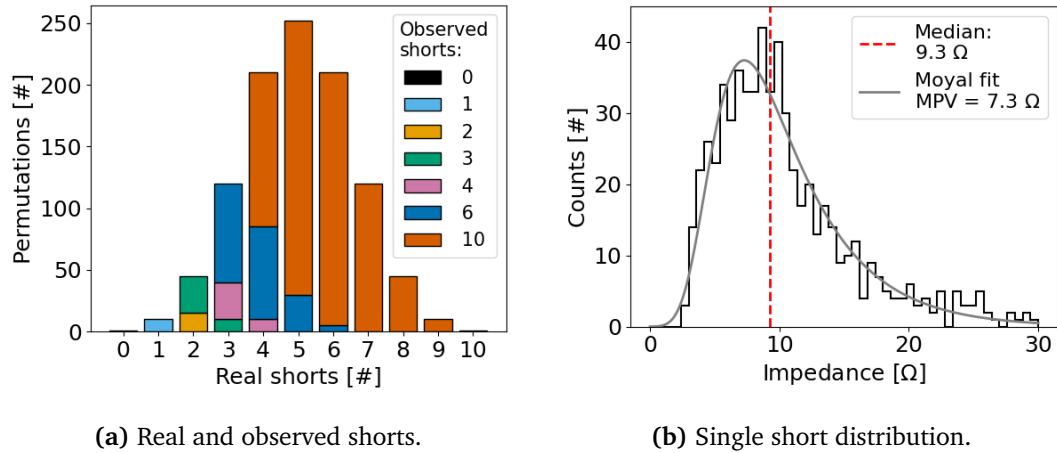 250
200
150
100
50
0
Permutations [#]
Observed
shorts:
0
1
2
3
4
6
10
0 1 2 3 4 5 6 7 8 9 10
Real shorts [#]
(a) Real and observed shorts.
40
30
20
10
0
Counts [#]
Median:
9.3 Ω
Moyal fit
MPV = 7.3 Ω
0 10 20 30
Impedance [Ω]
(b) Single short distribution.